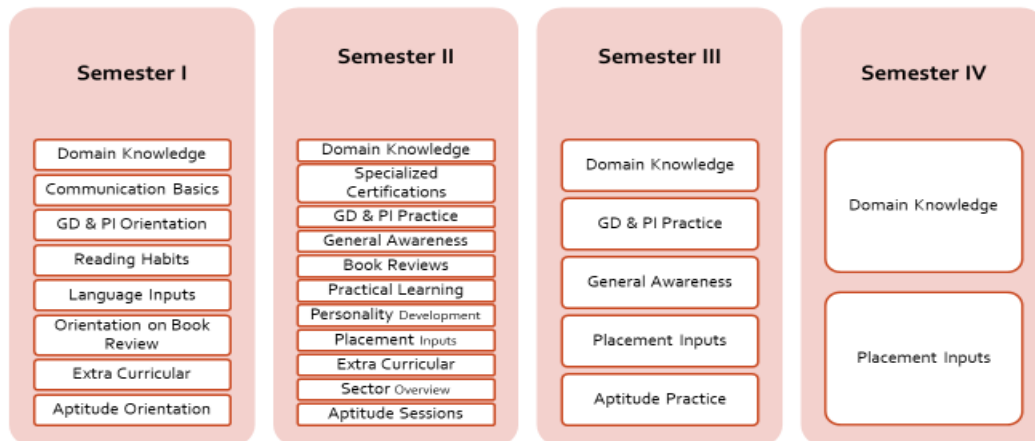 Semester I
Domain Knowledge
Communication Basics
GD & PI Orientation
Reading Habits
Language Inputs
Orientation on Book
Review
Extra Curricular
Aptitude Orientation
Semester II
Domain Knowledge
Specialized
Certifications
GD & PI Practice
General Awareness
Book Reviews
Practical Learning
Personality Development
Placement Inputs
Extra Curricular
Sector Overview
Aptitude Sessions
Semester III
Domain Knowledge
GD & PI Practice
General Awareness
Placement Inputs
Aptitude Practice
Semester IV
Domain Knowledge
Placement Inputs